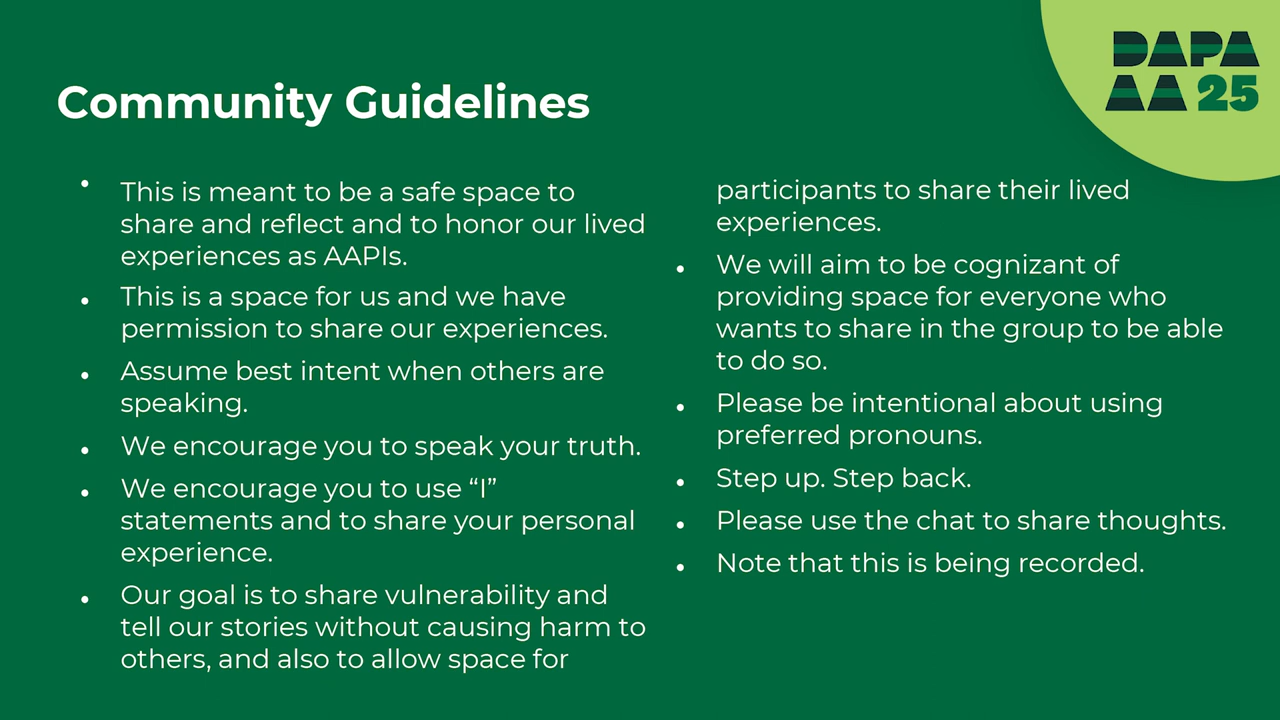 DAPA
AA 25
Community Guidelines
• This is meant to be a safe space to
share and reflect and to honor our lived
experiences as AAPIs.
• This is a space for us and we have
permission to share our experiences.
• Assume best intent when others are
speaking.
• We encourage you to speak your truth.
• We encourage you to use “I”
statements and to share your personal
experience.
• Our goal is to share vulnerability and
tell our stories without causing harm to
others, and also to allow space for
participants to share their lived
experiences.
• We will aim to be cognizant of
providing space for everyone who
wants to share in the group to be able
to do so.
• Please be intentional about using
preferred pronouns.
• Step up. Step back.
• Please use the chat to share thoughts.
• Note that this is being recorded.